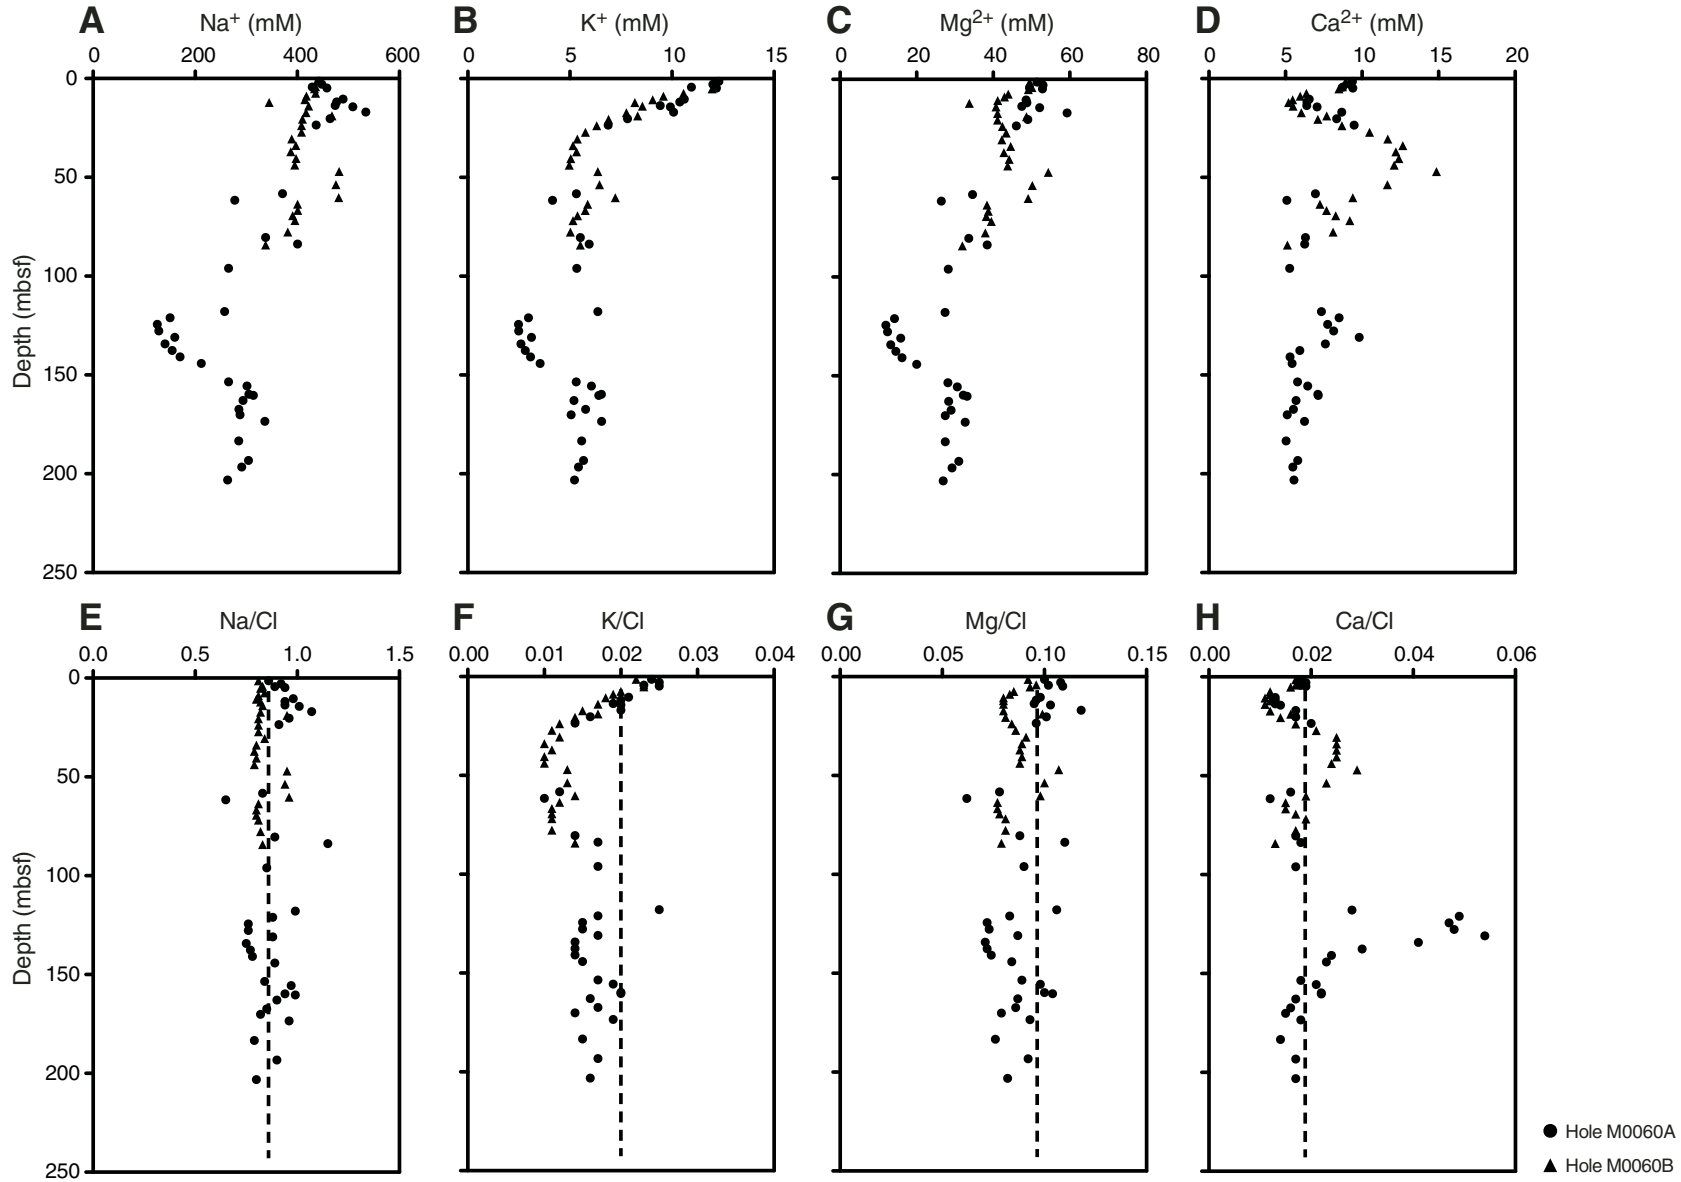 A Na⁺ (mM) B K⁺ (mM) C Mg²⁺ (mM) D Ca²⁺ (mM)
0 200 400 600 0 5 10 15 0 20 40 60 80 0 5 10 15 20
0
50
100
150
200
250
Depth (mbsf)
E Na/Cl F K/Cl G Mg/Cl H Ca/Cl
0.0 0.5 1.0 1.5 0.00 0.01 0.02 0.03 0.04 0.00 0.05 0.10 0.15 0.00 0.02 0.04 0.06
0
50
100
150
200
250
Depth (mbsf)
Hole M0060A
Hole M0060B